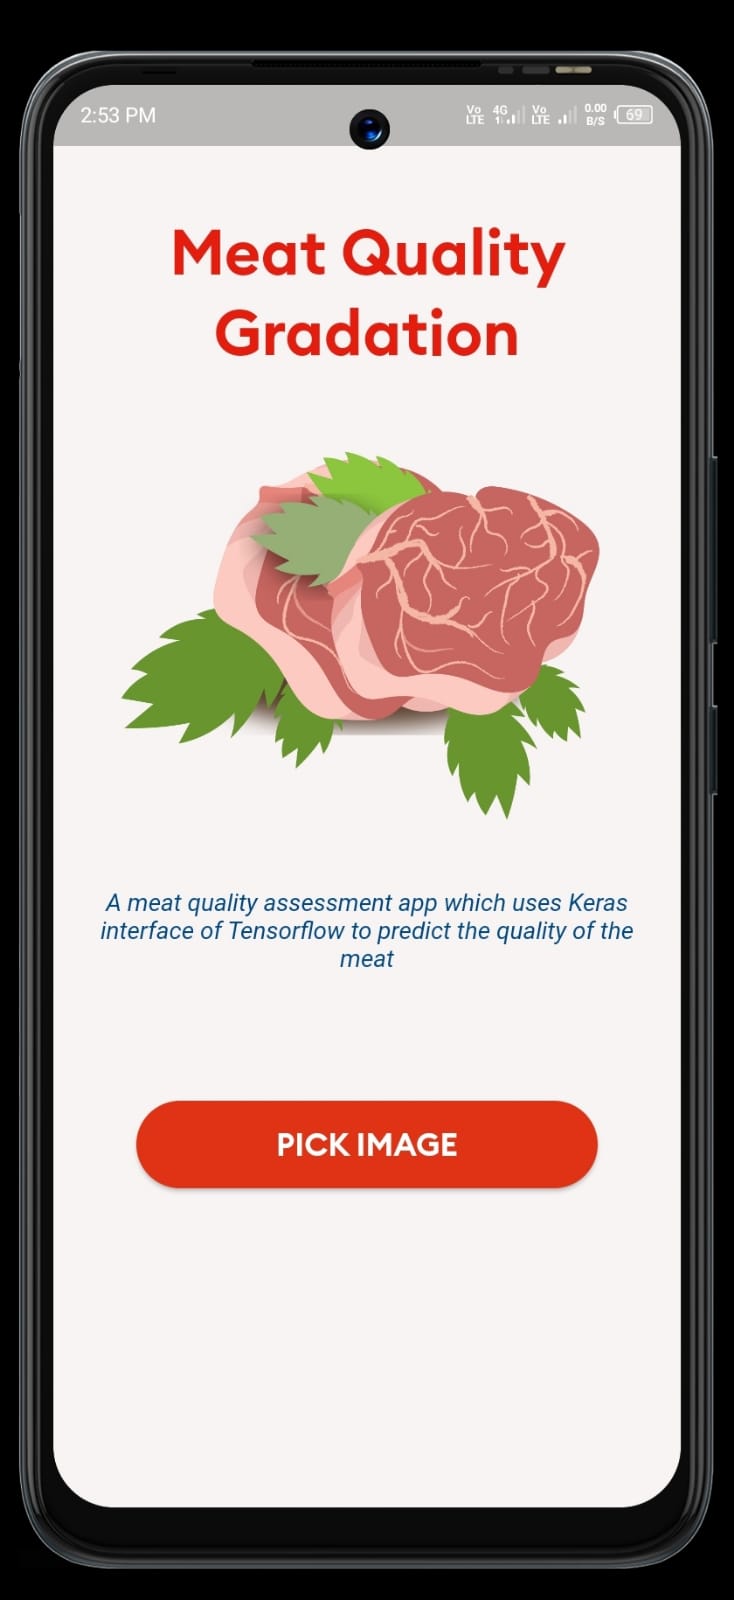 2:53 PM
Vo LTE 4G 1 Vo LTE 0.00 B/S 69
Meat Quality
Gradation
A meat quality assessment app which uses Keras
interface of Tensorflow to predict the quality of the
meat
PICK IMAGE